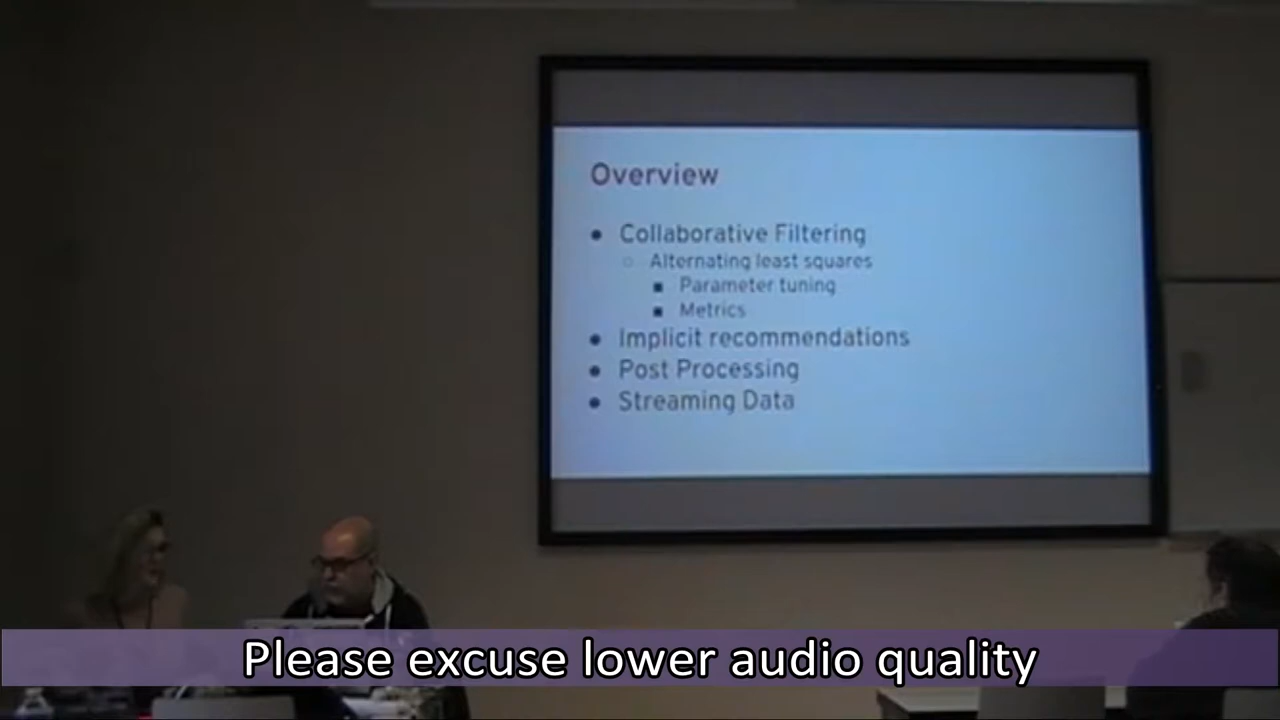 Overview
● Collaborative Filtering
○ Alternating least squares
■ Parameter tuning
■ Metrics
● Implicit recommendations
● Post Processing
● Streaming Data
Please excuse lower audio quality